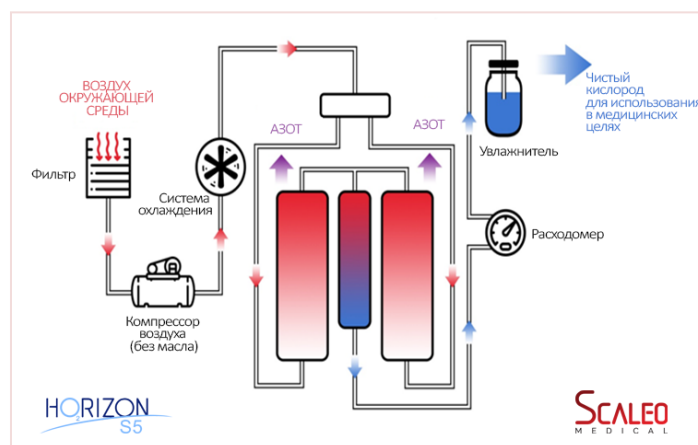 ВОЗДУХ
ОКРУЖАЮЩЕЙ
СРЕДЫ
Фильтр
Система
охлаждения
Компрессор
воздуха
(без масла)
АЗОТ
АЗОТ
Увлажнитель
Чистый
кислород
для использования
в медицинских
целях
Расходомер
HO2RIZON
S5
SCALEO
MEDICAL